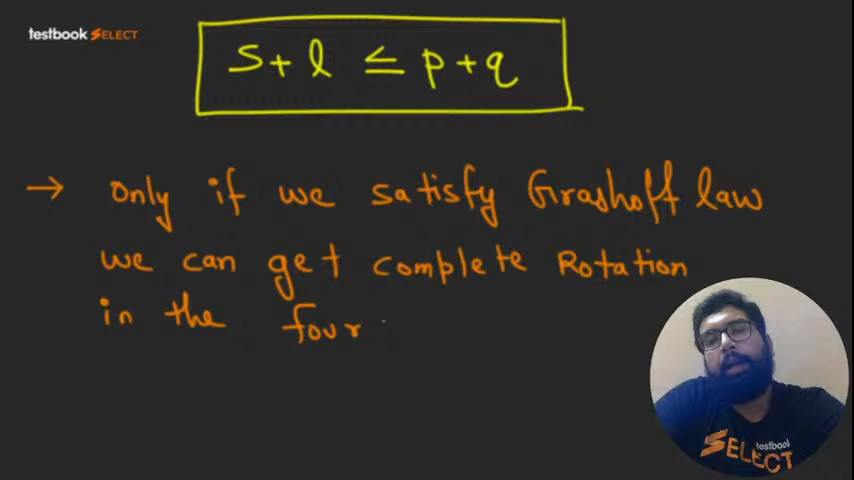 testbook SELECT
s + l ≤ p + q
→ Only if we satisfy Grashoff law
we can get complete Rotation
in the four
testbook
SELECT